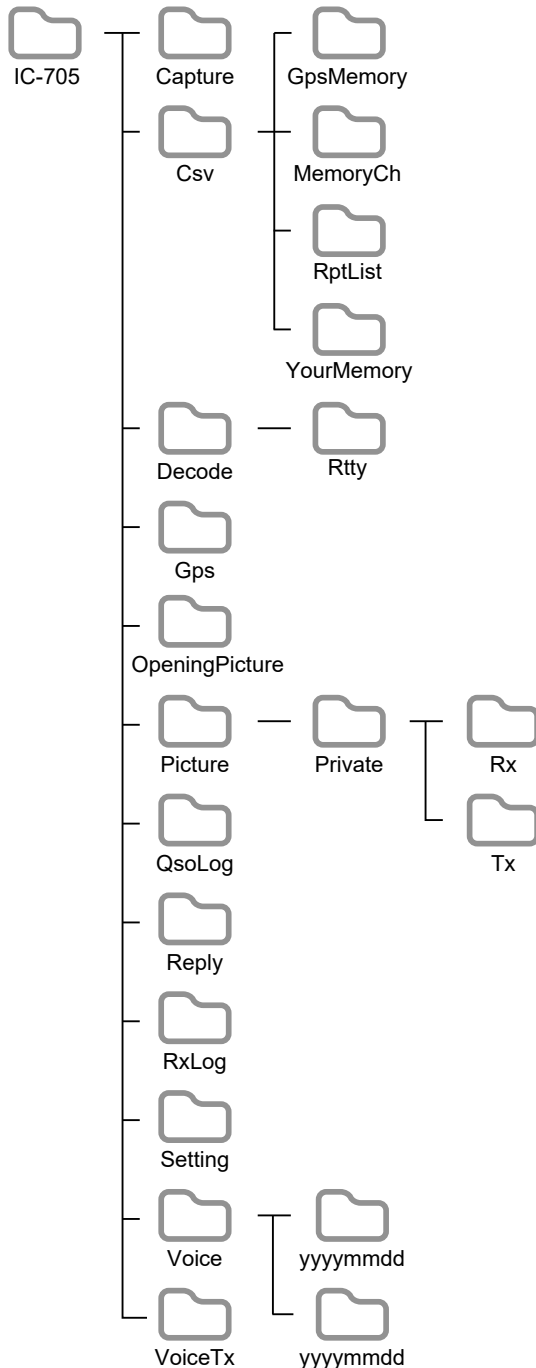 IC-705
Capture
GpsMemory
Csv
MemoryCh
RptList
YourMemory
Decode
Rtty
Gps
OpeningPicture
Picture
Private
Rx
Tx
QsoLog
Reply
RxLog
Setting
Voice
yyyymmdd
VoiceTx
yyyymmdd